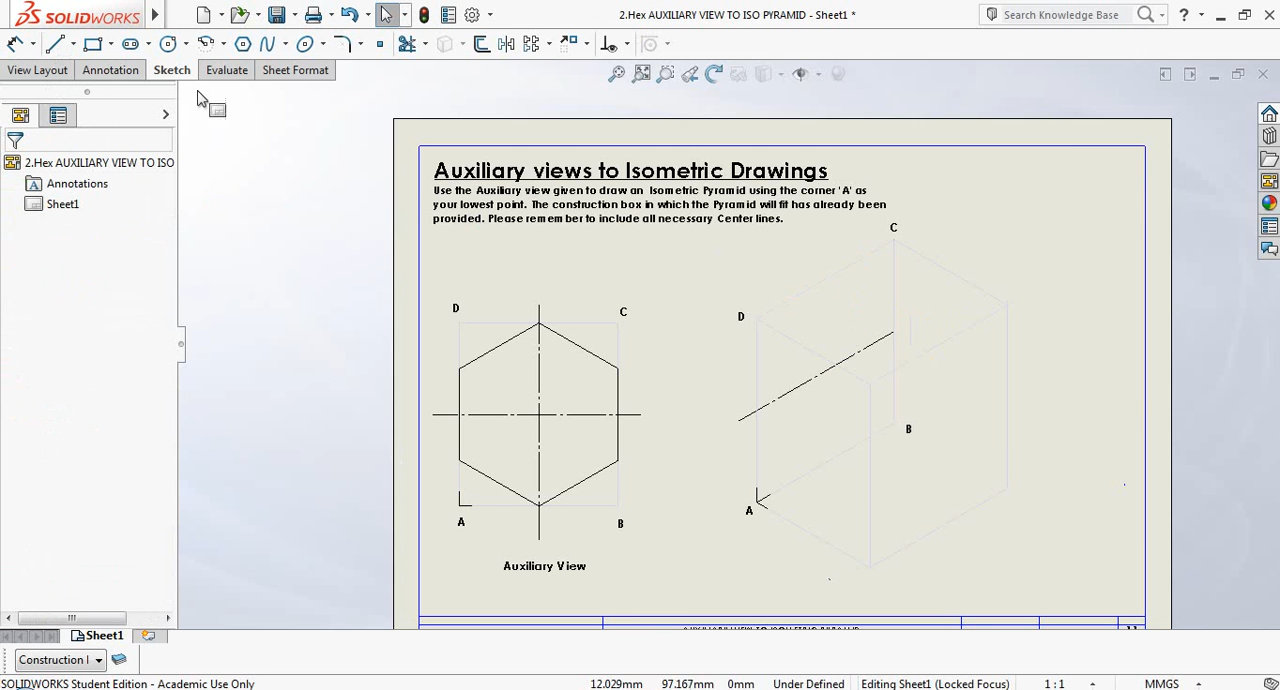 SOLIDWORKS
2.Hex AUXILIARY VIEW TO ISO PYRAMID - Sheet1 *
Search Knowledge Base
?
View Layout
Annotation
Sketch
Evaluate
Sheet Format
2.Hex AUXILIARY VIEW TO ISO
Annotations
Sheet1
Auxiliary views to Isometric Drawings
Use the Auxiliary view given to draw an Isometric Pyramid using the corner 'A' as
your lowest point. The construction box in which the Pyramid will fit has already been
provided. Please remember to include all necessary Center lines.
C
D
C
D
B
A
B
A
Auxiliary View
Sheet1
Construction
SOLIDWORKS Student Edition - Academic Use Only
12.029mm
97.167mm
0mm
Under Defined
Editing Sheet1 (Locked Focus)
1 : 1
MMGS